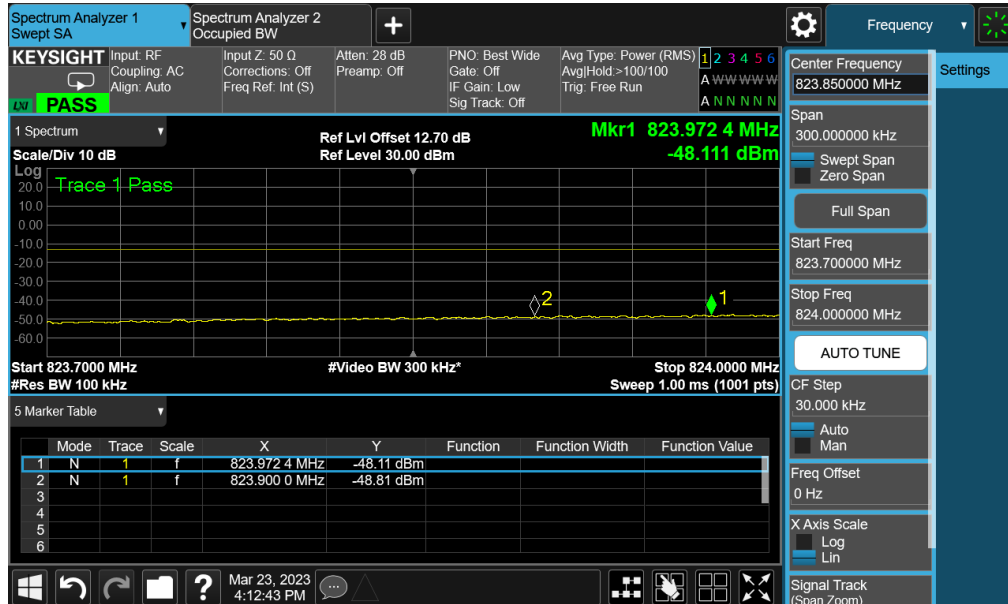 Spectrum Analyzer 1
Swept SA
Spectrum Analyzer 2
Occupied BW
Frequency
KEYSIGHT
Input: RF
Coupling: AC
Align: Auto
Input Z: 50 Ω
Corrections: Off
Freq Ref: Int (S)
Atten: 28 dB
Preamp: Off
PNO: Best Wide
Gate: Off
IF Gain: Low
Sig Track: Off
Avg Type: Power (RMS)
Avg|Hold:>100/100
Trig: Free Run
1 2 3 4 5 6
A W W W W W
A N N N N N
LXI PASS
1 Spectrum
Scale/Div 10 dB
Ref Lvl Offset 12.70 dB
Ref Level 30.00 dBm
Mkr1 823.972 4 MHz
-48.111 dBm
Log
Trace 1 Pass
20.0
10.0
0.00
-10.0
-20.0
-30.0
-40.0
-50.0
-60.0
2
1
Start 823.7000 MHz
#Video BW 300 kHz*
Stop 824.0000 MHz
#Res BW 100 kHz
Sweep 1.00 ms (1001 pts)
5 Marker Table
Mode Trace Scale X Y Function Function Width Function Value
1 N 1 f 823.972 4 MHz -48.11 dBm
2 N 1 f 823.900 0 MHz -48.81 dBm
3
4
5
6
Mar 23, 2023
4:12:43 PM
?
Center Frequency
823.850000 MHz
Settings
Span
300.000000 kHz
Swept Span
Zero Span
Full Span
Start Freq
823.700000 MHz
Stop Freq
824.000000 MHz
AUTO TUNE
CF Step
30.000 kHz
Auto
Man
Freq Offset
0 Hz
X Axis Scale
Log
Lin
Signal Track
(Span Zoom)